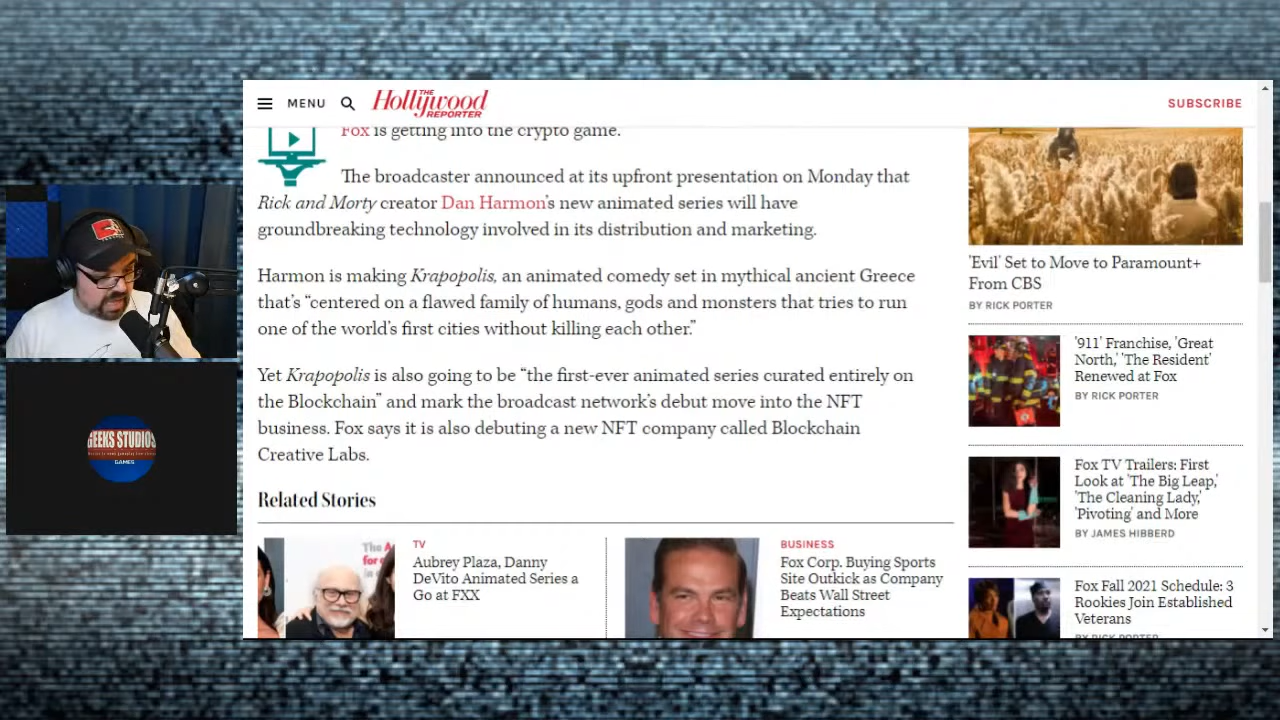 MENU
THE
Hollywood
REPORTER
SUBSCRIBE
Fox is getting into the crypto game.
The broadcaster announced at its upfront presentation on Monday that
Rick and Morty creator Dan Harmon's new animated series will have
groundbreaking technology involved in its distribution and marketing.
Harmon is making Krapopolis, an animated comedy set in mythical ancient Greece
that's “centered on a flawed family of humans, gods and monsters that tries to run
one of the world's first cities without killing each other.”
Yet Krapopolis is also going to be “the first-ever animated series curated entirely on
the Blockchain” and mark the broadcast network's debut move into the NFT
business. Fox says it is also debuting a new NFT company called Blockchain
Creative Labs.
Related Stories
TV
Aubrey Plaza, Danny
DeVito Animated Series a
Go at FXX
BUSINESS
Fox Corp. Buying Sports
Site Outkick as Company
Beats Wall Street
Expectations
'Evil' Set to Move to Paramount+
From CBS
BY RICK PORTER
'911' Franchise, 'Great
North,' 'The Resident'
Renewed at Fox
BY RICK PORTER
Fox TV Trailers: First
Look at 'The Big Leap,'
'The Cleaning Lady,'
'Pivoting' and More
BY JAMES HIBBERD
Fox Fall 2021 Schedule: 3
Rookies Join Established
Veterans
BY RICK PORTER
GEEKS STUDIOS
GAMES